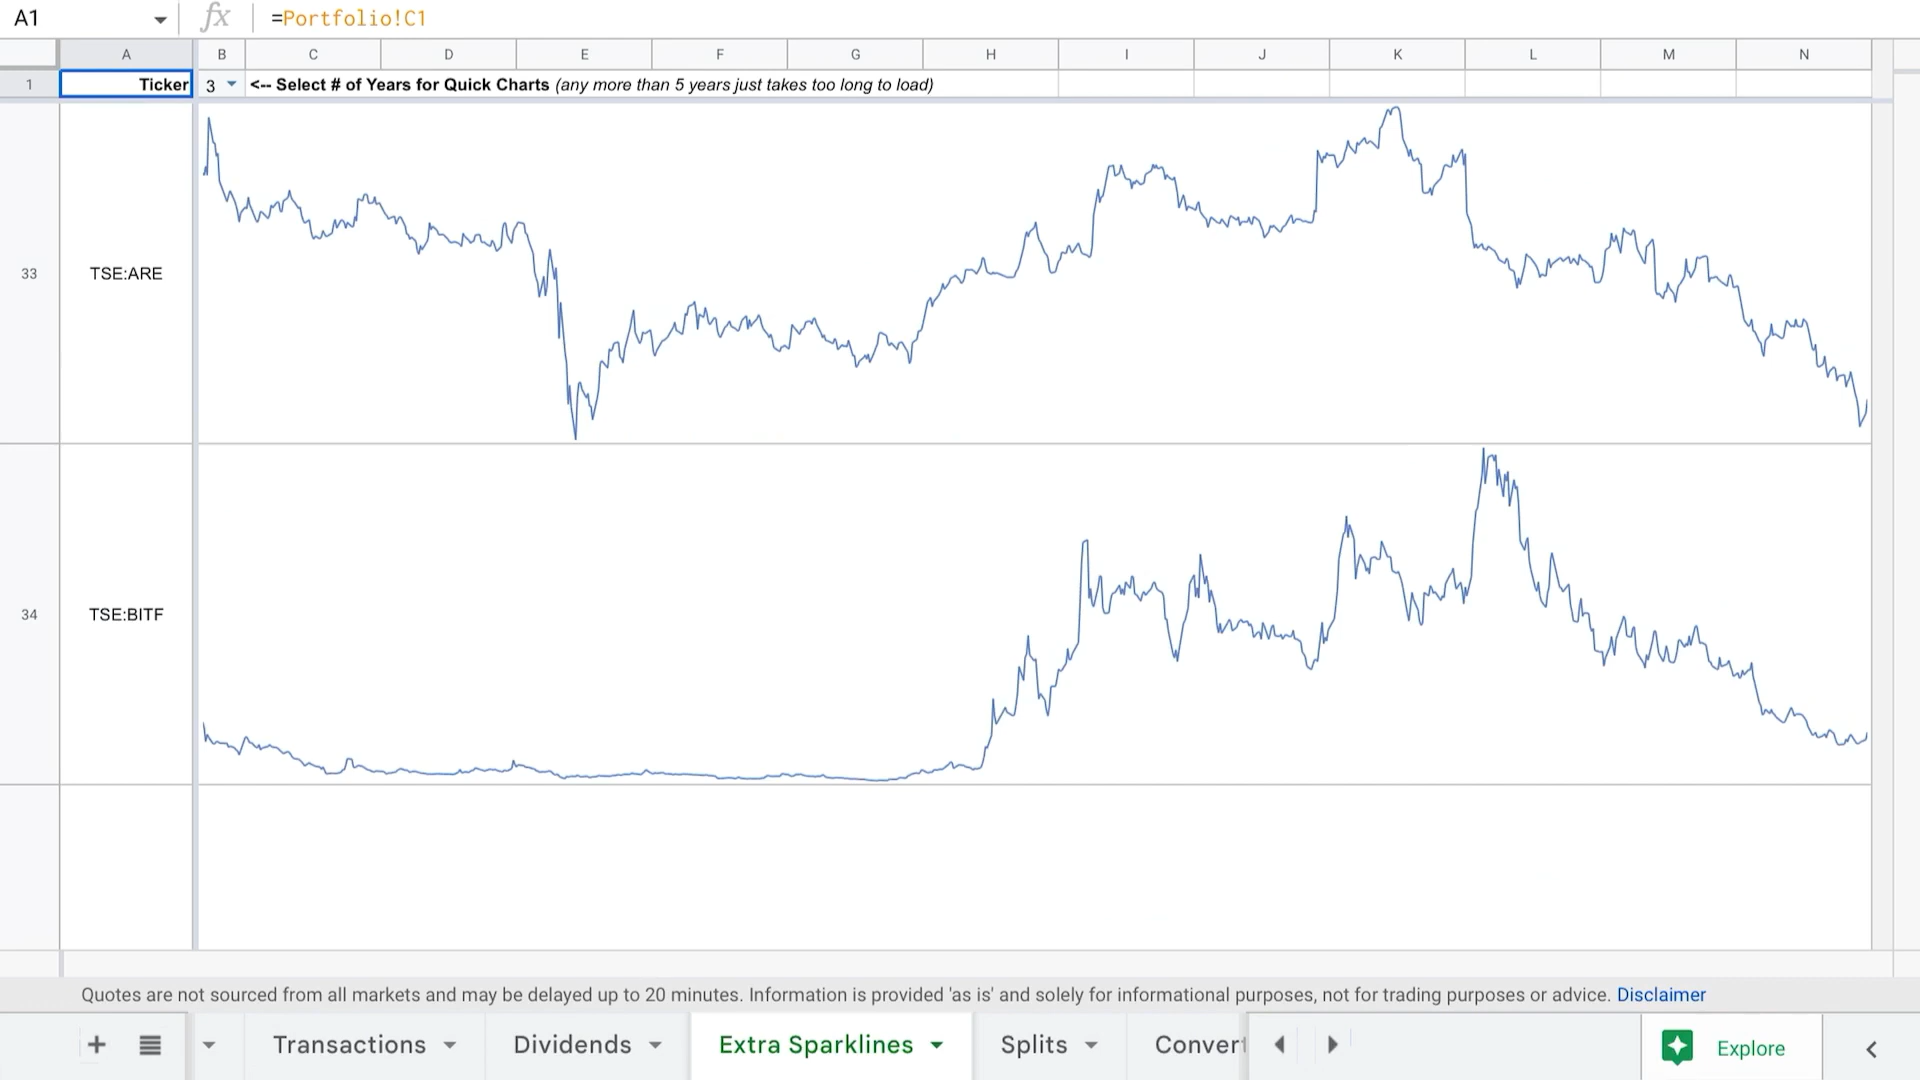 A1 fx =Portfolio!C1
A B C D E F G H I J K L M N
1 Ticker 3 <-- Select # of Years for Quick Charts (any more than 5 years just takes too long to load)
33 TSE:ARE
34 TSE:BITF
Quotes are not sourced from all markets and may be delayed up to 20 minutes. Information is provided 'as is' and solely for informational purposes, not for trading purposes or advice. Disclaimer
Transactions Dividends Extra Sparklines Splits Convert Explore